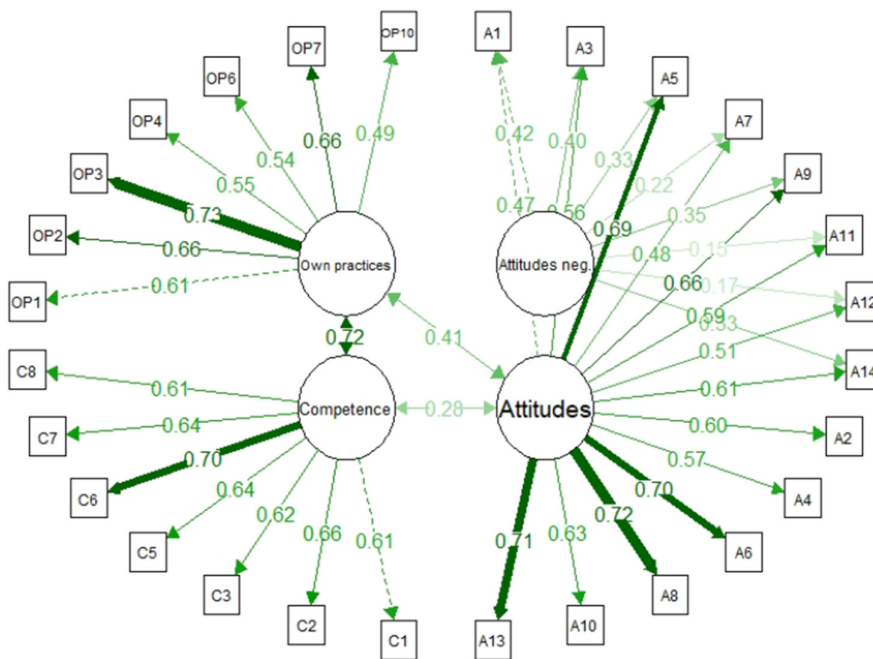 OP10
A1
OP7
A3
OP6
A5
OP4
A7
OP3
A9
OP2
A11
OP1
A12
C8
A14
C7
A2
C6
A4
C5
A6
C3
A8
C2
A10
C1
A13
Own practices
Attitudes neg.
Competence
Attitudes
0.49
0.66
0.54
0.55
0.73
0.66
0.61
0.72
0.41
0.28
0.61
0.64
0.70
0.64
0.62
0.66
0.61
0.42
0.40
0.33
0.22
0.35
0.15
0.17
0.33
0.47
0.56
0.69
0.48
0.66
0.59
0.51
0.61
0.60
0.57
0.70
0.72
0.63
0.71